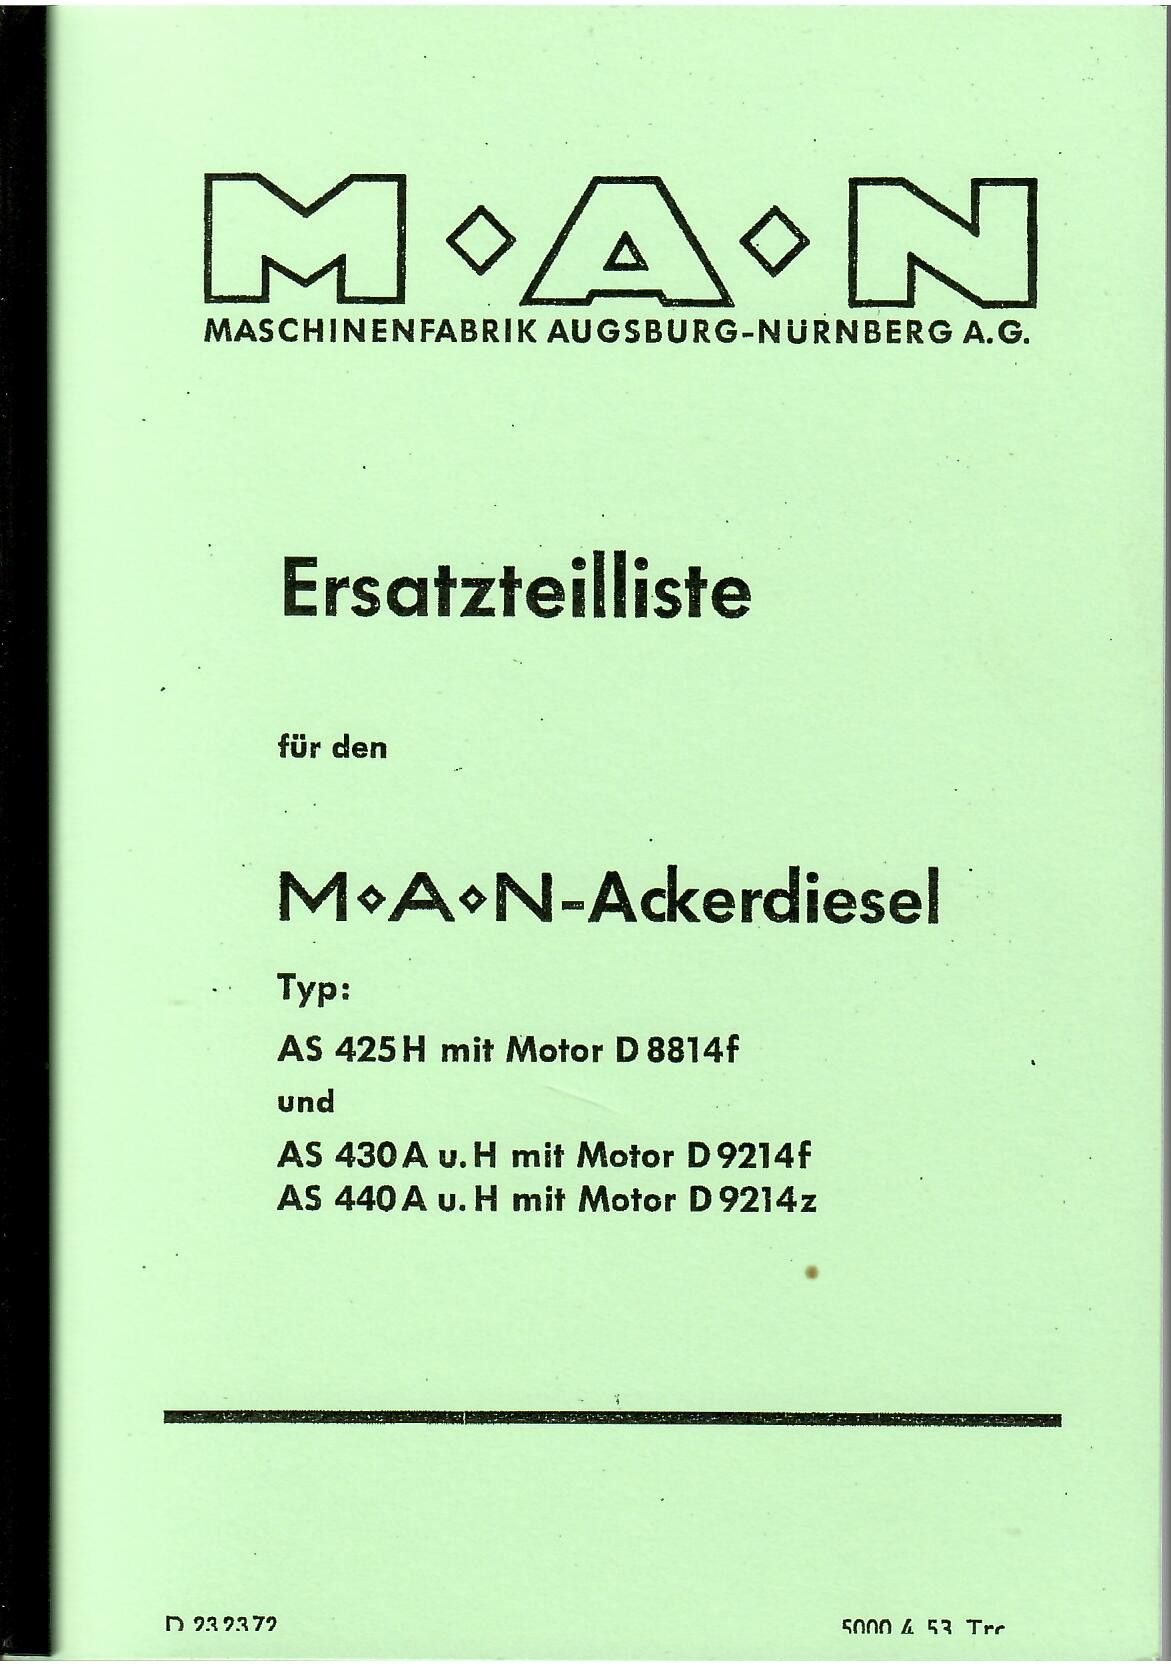 M◇A◇N
MASCHINENFABRIK AUGSBURG-NÜRNBERG A.G.
Ersatzteilliste
für den
M◇A◇N-Ackerdiesel
Typ:
AS 425 H mit Motor D 8814f
und
AS 430 A u. H mit Motor D 9214f
AS 440 A u. H mit Motor D 9214z
D 23 23 72
5000 4 53